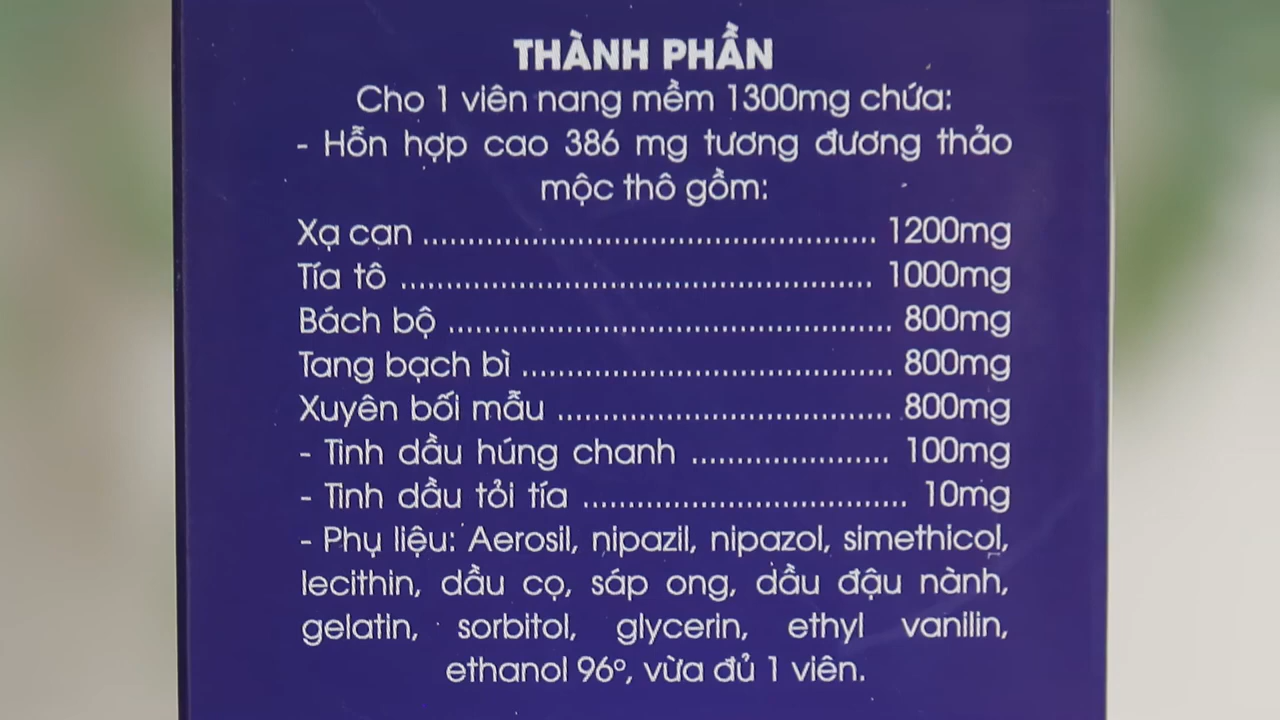 THÀNH PHẦN
Cho 1 viên nang mềm 1300mg chứa:
- Hỗn hợp cao 386 mg tương đương thảo
mộc thô gồm:
Xạ can ................................................ 1200mg
Tía tô .................................................. 1000mg
Bách bộ ............................................... 800mg
Tang bạch bì ....................................... 800mg
Xuyên bối mẫu ................................... 800mg
- Tinh dầu húng chanh ..................... 100mg
- Tinh dầu tỏi tía .................................. 10mg
- Phụ liệu: Aerosil, nipazil, nipazol, simethicol,
lecithin, dầu cọ, sáp ong, dầu đậu nành,
gelatin, sorbitol, glycerin, ethyl vanilin,
ethanol 96º, vừa đủ 1 viên.